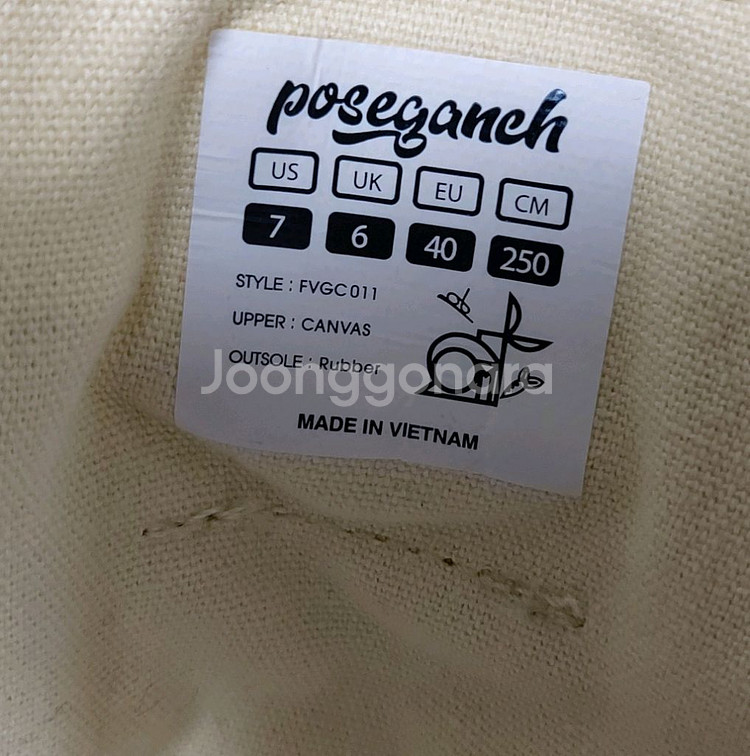 poseganch
US UK EU CM
7 6 40 250
STYLE : FVGC011
UPPER : CANVAS
OUTSOLE : Rubber
Joonggonara
MADE IN VIETNAM